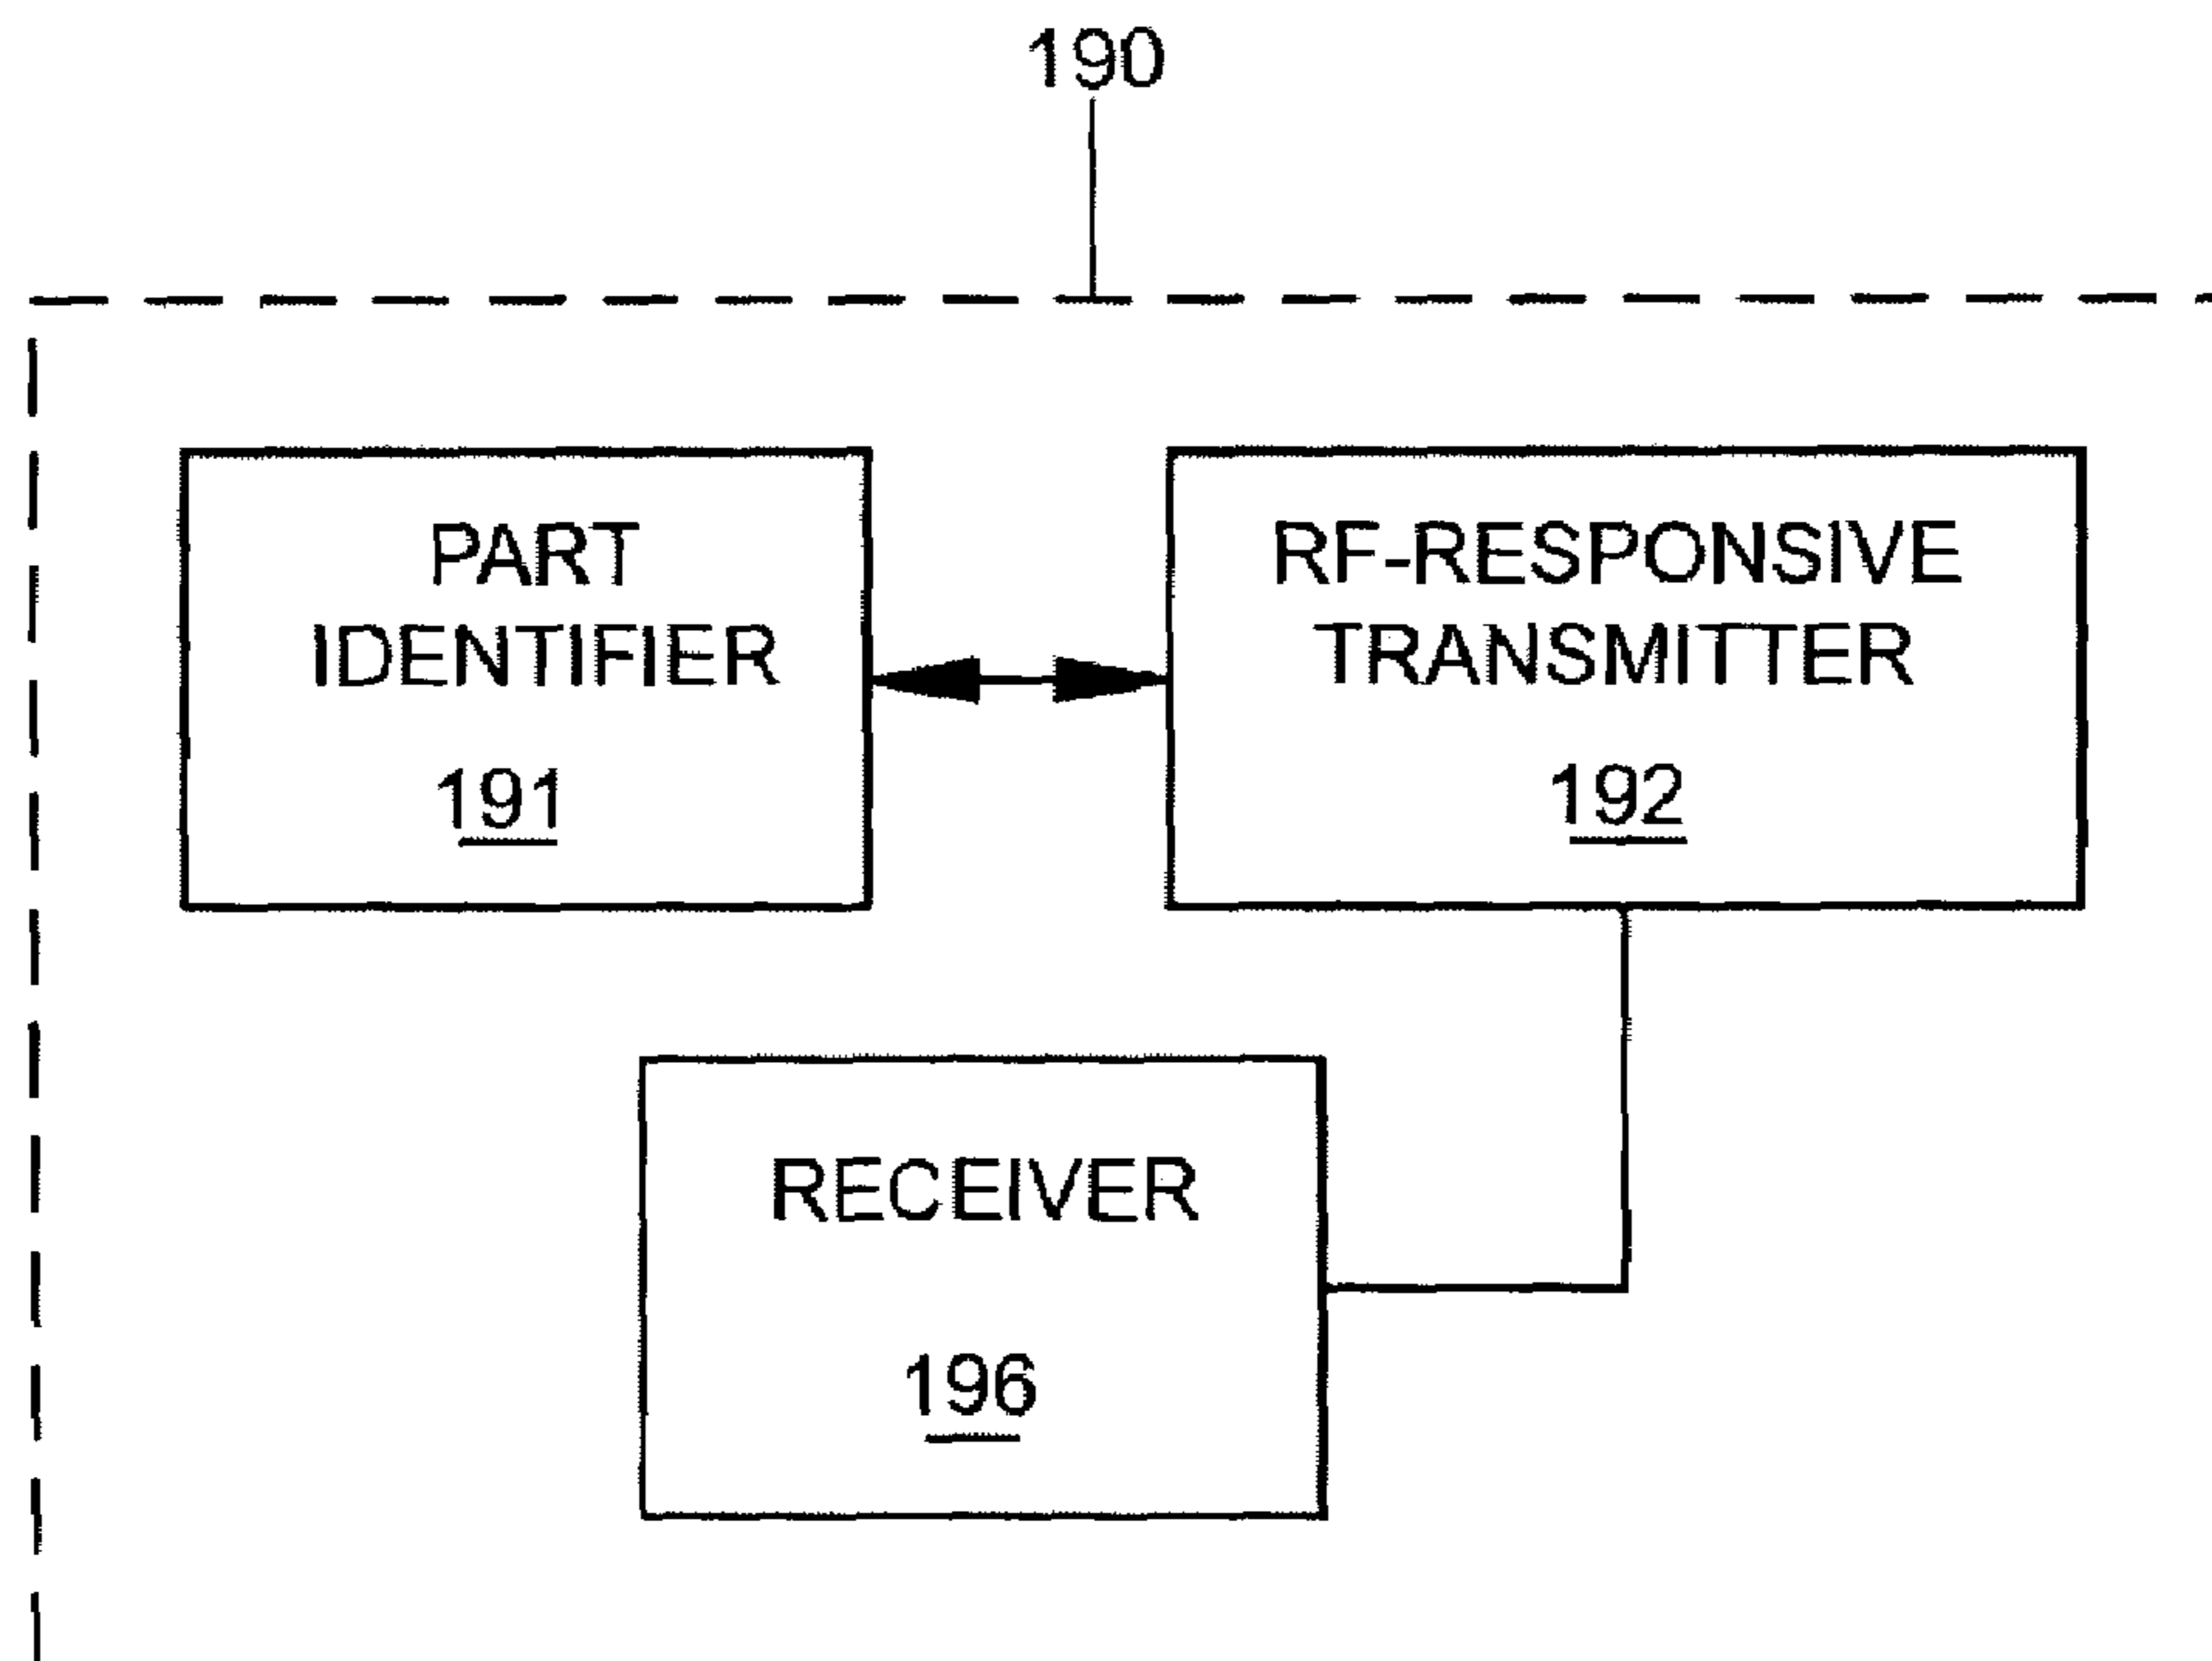 190
PART
IDENTIFIER
191
RF-RESPONSIVE
TRANSMITTER
192
RECEIVER
196